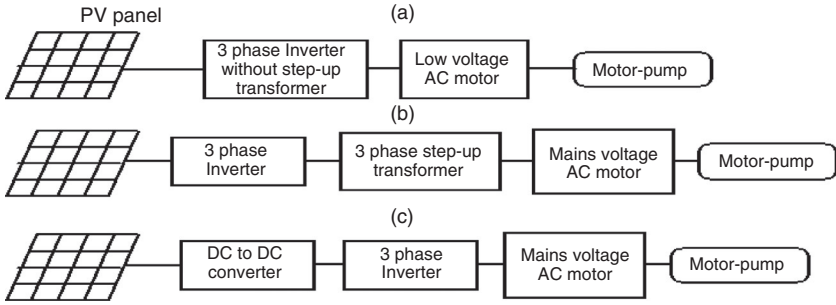 PV panel
(a)
3 phase Inverter
without step-up
transformer
Low voltage
AC motor
Motor-pump
(b)
3 phase
Inverter
3 phase step-up
transformer
Mains voltage
AC motor
Motor-pump
(c)
DC to DC
converter
3 phase
Inverter
Mains voltage
AC motor
Motor-pump